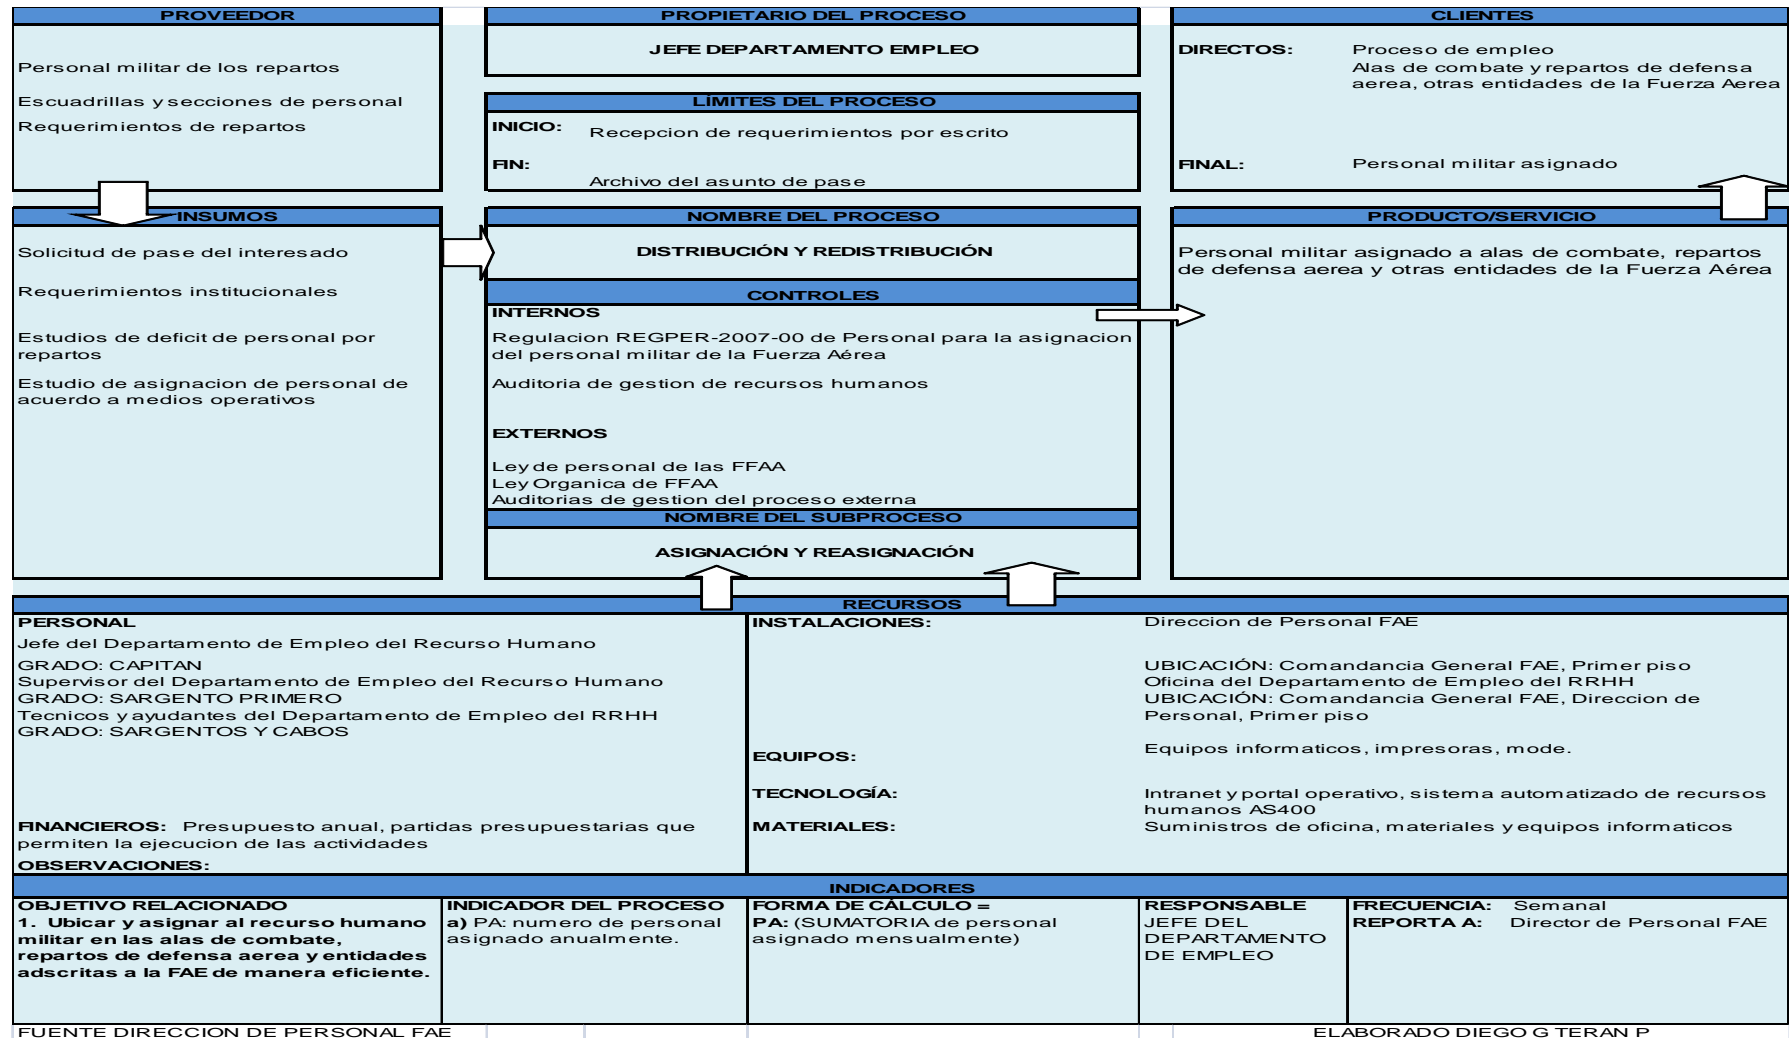 PROVEEDOR
Personal militar de los repartos
Escuadrillas y secciones de personal
Requerimientos de repartos
PROPIETARIO DEL PROCESO
JEFE DEPARTAMENTO EMPLEO
LÍMITES DEL PROCESO
INICIO: Recepcion de requerimientos por escrito
FIN:
Archivo del asunto de pase
CLIENTES
DIRECTOS: Proceso de empleo
Alas de combate y repartos de defensa
aerea, otras entidades de la Fuerza Aerea
FINAL: Personal militar asignado
INSUMOS
Solicitud de pase del interesado
Requerimientos institucionales
Estudios de deficit de personal por
repartos
Estudio de asignacion de personal de
acuerdo a medios operativos
NOMBRE DEL PROCESO
DISTRIBUCIÓN Y REDISTRIBUCIÓN
CONTROLES
INTERNOS
Regulacion REGPER-2007-00 de Personal para la asignacion
del personal militar de la Fuerza Aérea
Auditoria de gestion de recursos humanos
EXTERNOS
Ley de personal de las FFAA
Ley Organica de FFAA
Auditorias de gestion del proceso externa
NOMBRE DEL SUBPROCESO
ASIGNACIÓN Y REASIGNACIÓN
PRODUCTO/SERVICIO
Personal militar asignado a alas de combate, repartos
de defensa aerea y otras entidades de la Fuerza Aérea
RECURSOS
PERSONAL
Jefe del Departamento de Empleo del Recurso Humano
GRADO: CAPITAN
Supervisor del Departamento de Empleo del Recurso Humano
GRADO: SARGENTO PRIMERO
Tecnicos y ayudantes del Departamento de Empleo del RRHH
GRADO: SARGENTOS Y CABOS
FINANCIEROS: Presupuesto anual, partidas presupuestarias que
permiten la ejecucion de las actividades
OBSERVACIONES:
INSTALACIONES: Direccion de Personal FAE
UBICACIÓN: Comandancia General FAE, Primer piso
Oficina del Departamento de Empleo del RRHH
UBICACIÓN: Comandancia General FAE, Direccion de
Personal, Primer piso
EQUIPOS: Equipos informaticos, impresoras, mode.
TECNOLOGÍA: Intranet y portal operativo, sistema automatizado de recursos
humanos AS400
MATERIALES: Suministros de oficina, materiales y equipos informaticos
INDICADORES
OBJETIVO RELACIONADO
1. Ubicar y asignar al recurso humano
militar en las alas de combate,
repartos de defensa aerea y entidades
adscritas a la FAE de manera eficiente.
INDICADOR DEL PROCESO
a) PA: numero de personal
asignado anualmente.
FORMA DE CÁLCULO =
PA: (SUMATORIA de personal
asignado mensualmente)
RESPONSABLE
JEFE DEL
DEPARTAMENTO
DE EMPLEO
FRECUENCIA: Semanal
REPORTA A: Director de Personal FAE
FUENTE DIRECCION DE PERSONAL FAE
ELABORADO DIEGO G TERAN P